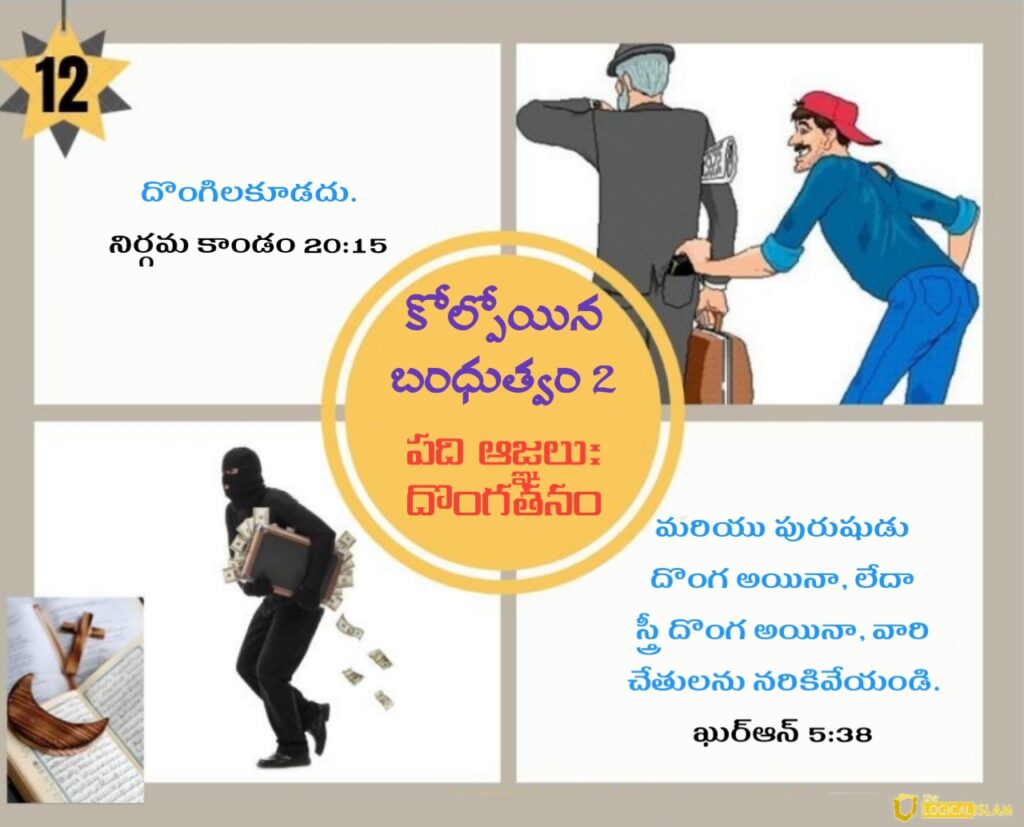 12
దొంగిలకూడదు.
నిర్గమ కాండం 20:15
కోల్పోయిన
బంధుత్వం 2
పది ఆజ్ఞలు:
దొంగతనం
మరియు పురుషుడు
దొంగ అయినా, లేదా
స్త్రీ దొంగ అయినా, వారి
చేతులను నరికివేయండి.
ఖుర్ఆన్ 5:38
the
LOGICAL ISLAM